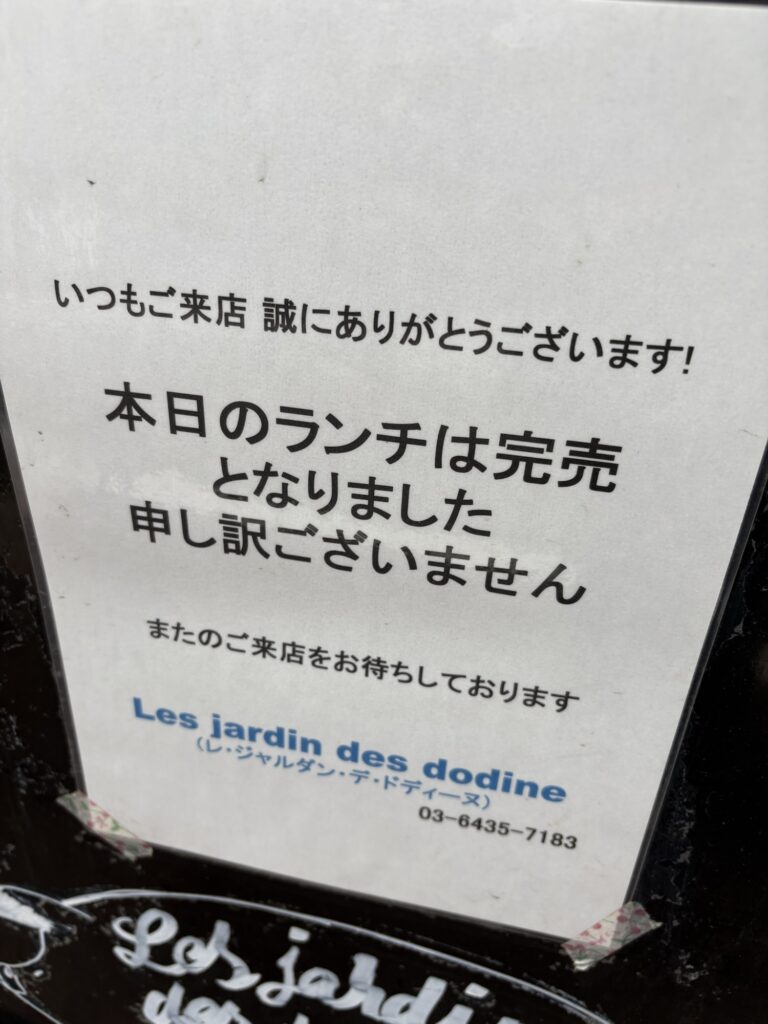 いつもご来店 誠にありがとうございます!
本日のランチは完売
となりました
申し訳ございません
またのご来店をお待ちしております
Les jardin des dodine
(レ・ジャルダン・デ・ドディーヌ)
03-6435-7183
Les jardi
des